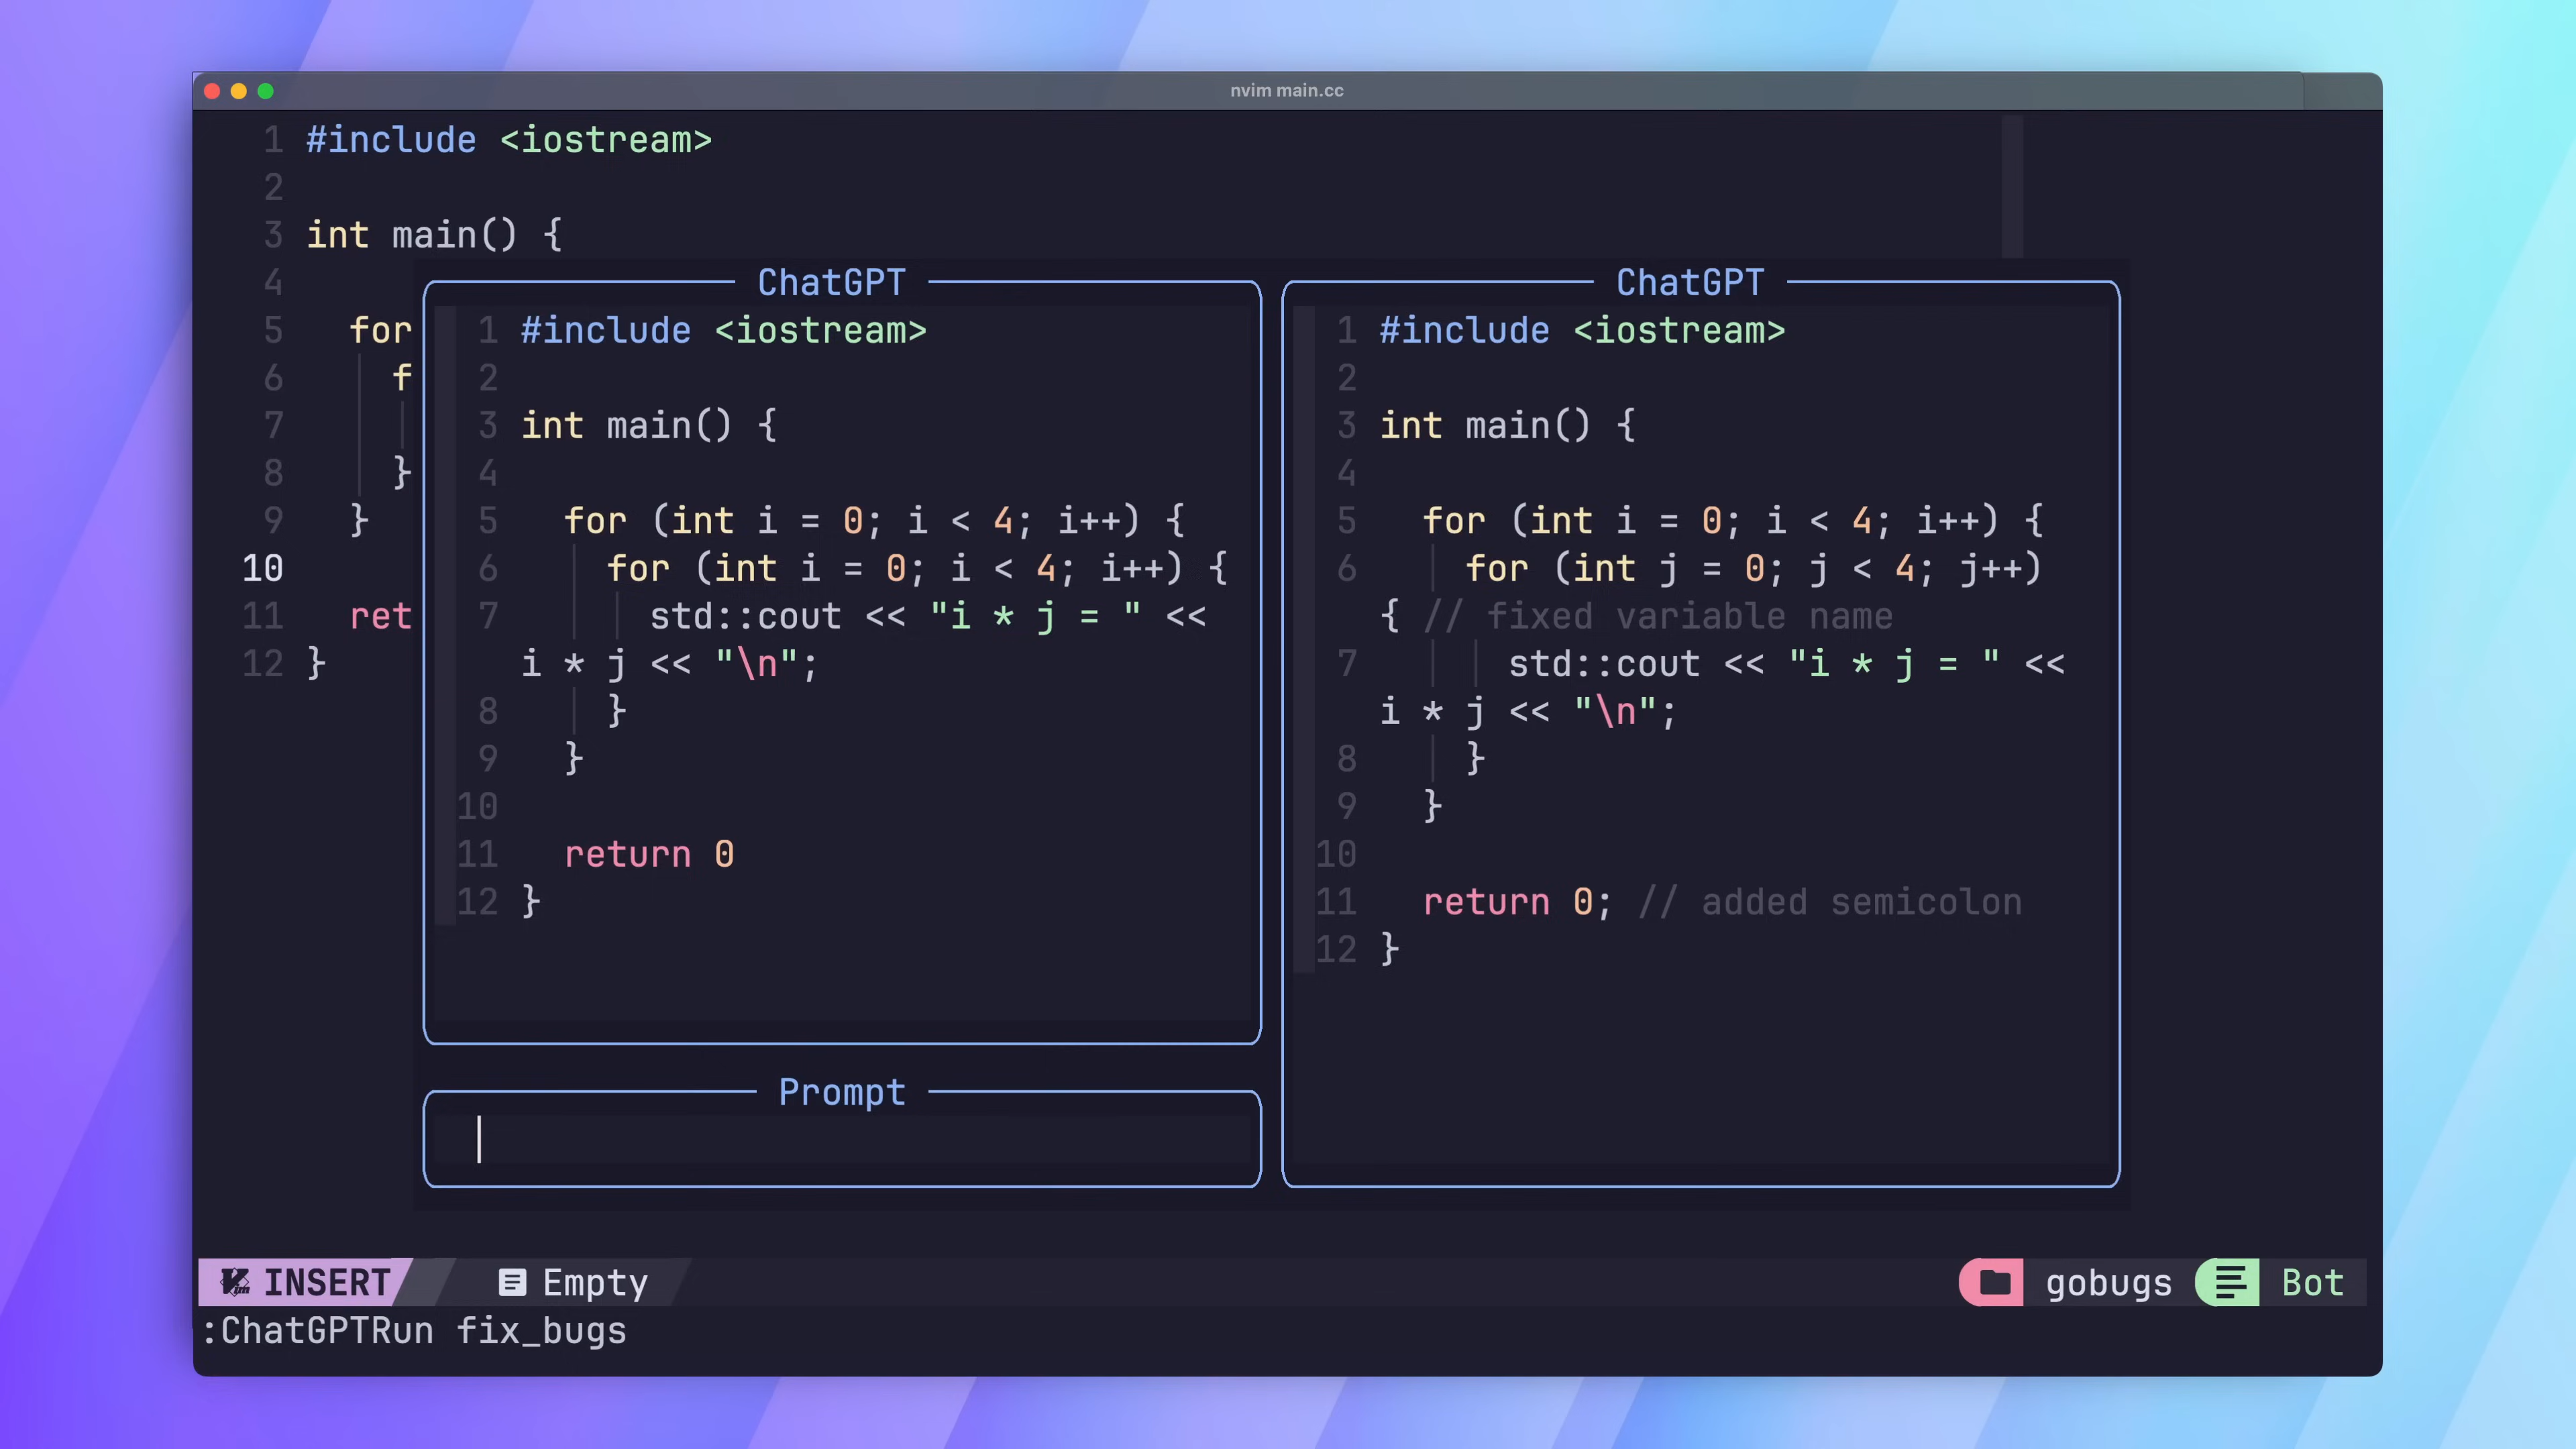 nvim main.cc
1 #include <iostream>
2
3 int main() {
4
5 for
6 f
7
8 }
9 }
10
11 ret
12 }
ChatGPT
1 #include <iostream>
2
3 int main() {
4
5 for (int i = 0; i < 4; i++) {
6 for (int i = 0; i < 4; i++) {
7 std::cout << "i * j = " <<
i * j << "\n";
8 }
9 }
10
11 return 0
12 }
Prompt
ChatGPT
1 #include <iostream>
2
3 int main() {
4
5 for (int i = 0; i < 4; i++) {
6 for (int j = 0; j < 4; j++)
{ // fixed variable name
7 std::cout << "i * j = " <<
i * j << "\n";
8 }
9 }
10
11 return 0; // added semicolon
12 }
INSERT Empty gobugs Bot
:ChatGPTRun fix_bugs